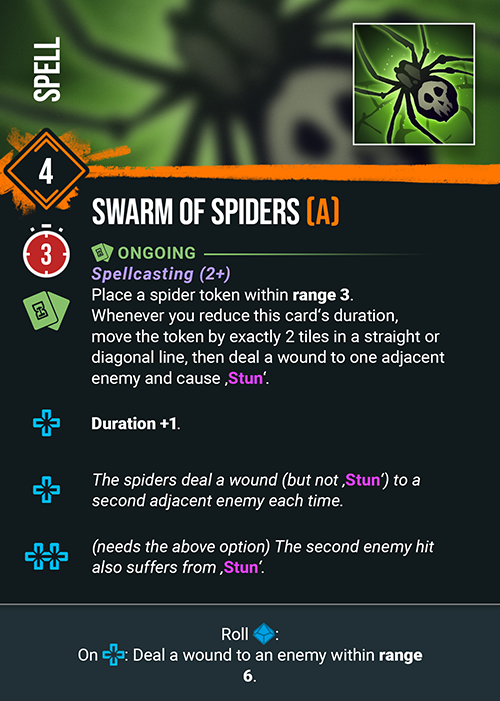 SPELL
4
SWARM OF SPIDERS (A)
3
ONGOING
Spellcasting (2+)
Place a spider token within range 3.
Whenever you reduce this card‘s duration,
move the token by exactly 2 tiles in a straight or
diagonal line, then deal a wound to one adjacent
enemy and cause ‚Stun‘.
Duration +1.
The spiders deal a wound (but not ‚Stun‘) to a
second adjacent enemy each time.
(needs the above option) The second enemy hit
also suffers from ‚Stun‘.
Roll :
On : Deal a wound to an enemy within range
6.